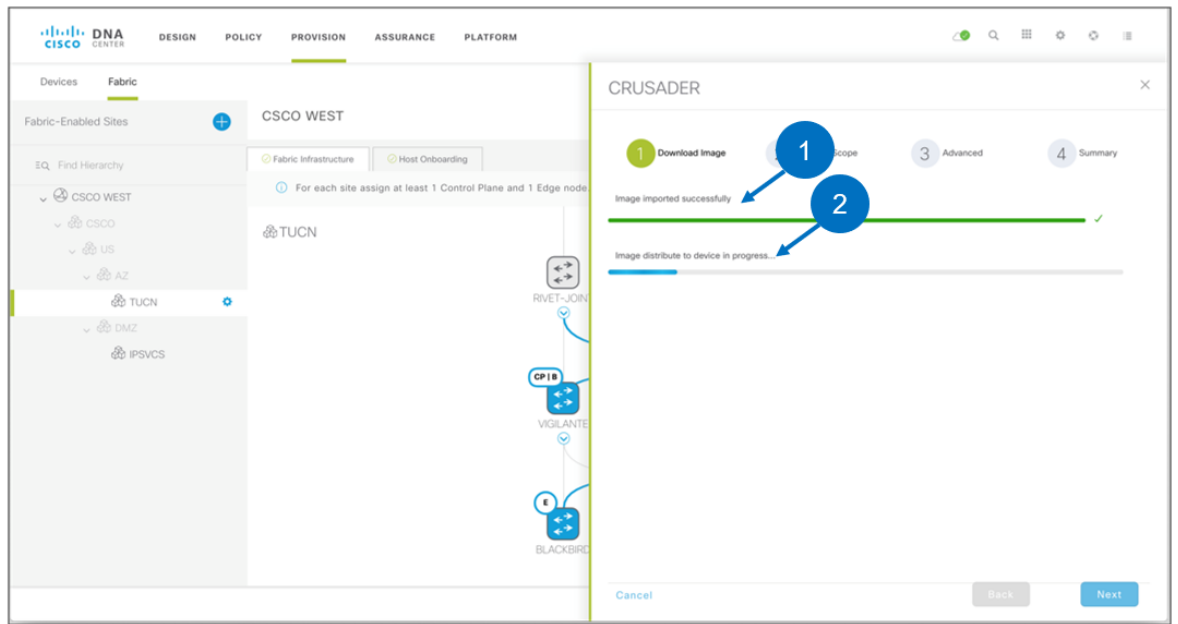 CISCO DNA CENTER
DESIGN POLICY PROVISION ASSURANCE PLATFORM
Devices Fabric
Fabric-Enabled Sites
Find Hierarchy
CSCO WEST
CSCO
US
AZ
TUCN
DMZ
IPSVCS
CSCO WEST
Fabric Infrastructure Host Onboarding
For each site assign at least 1 Control Plane and 1 Edge node.
TUCN
RIVET-JOIN
CP | B
VIGILANTE
E
BLACKBIRD
CRUSADER
1 Download Image cope 3 Advanced 4 Summary
1
Image imported successfully
2
Image distribute to device in progress...
Cancel Back Next